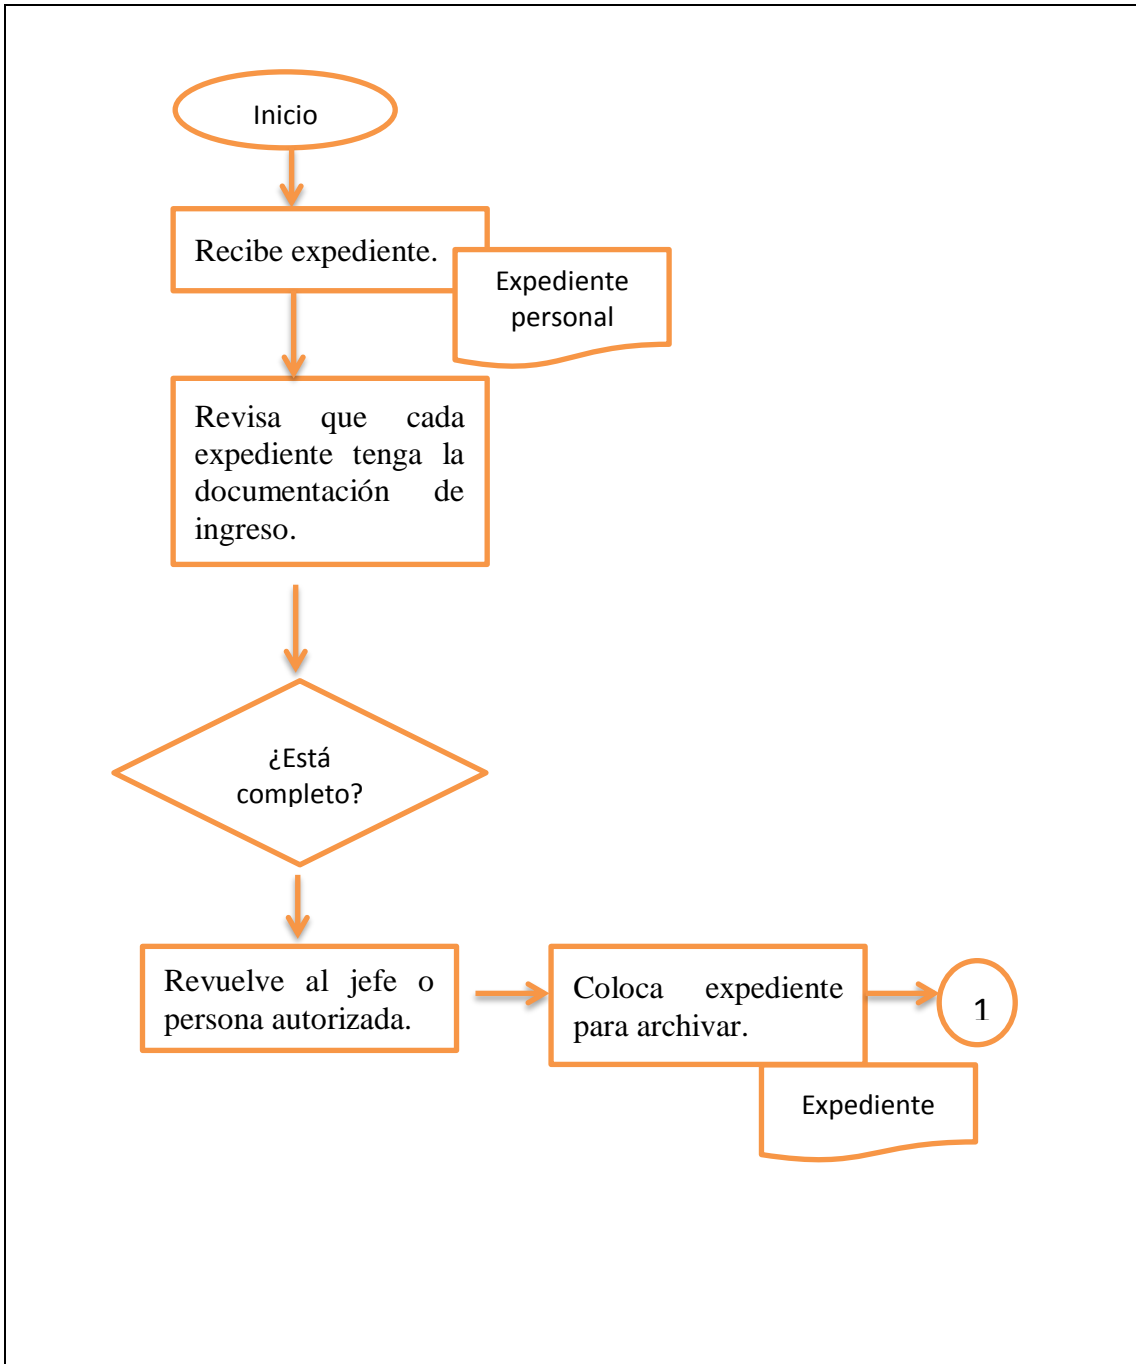 Inicio
Recibe expediente.
Expediente
personal
Revisa que cada
expediente tenga la
documentación de
ingreso.
¿Está
completo?
Revuelve al jefe o
persona autorizada.
Coloca expediente
para archivar.
1
Expediente